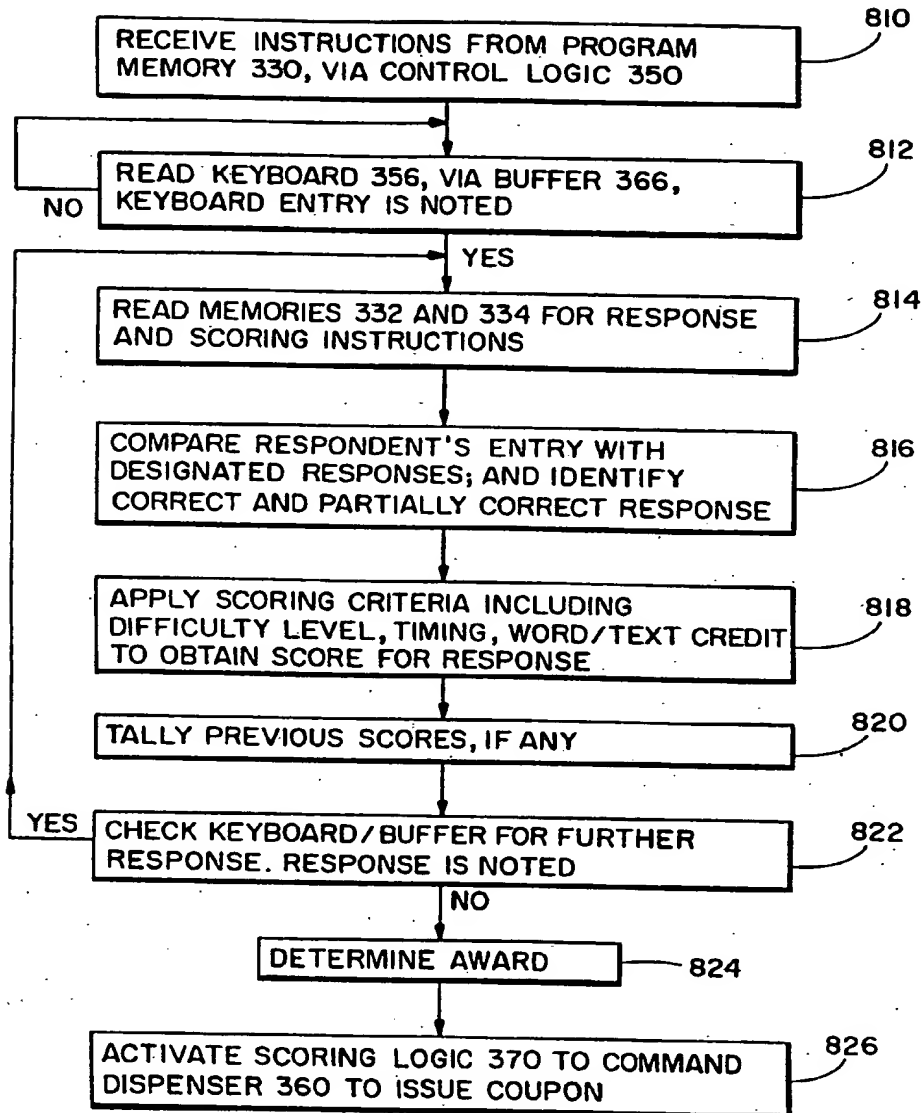 RECEIVE INSTRUCTIONS FROM PROGRAM
MEMORY 330, VIA CONTROL LOGIC 350
810
READ KEYBOARD 356, VIA BUFFER 366,
KEYBOARD ENTRY IS NOTED
812
NO
YES
READ MEMORIES 332 AND 334 FOR RESPONSE
AND SCORING INSTRUCTIONS
814
COMPARE RESPONDENT'S ENTRY WITH
DESIGNATED RESPONSES; AND IDENTIFY
CORRECT AND PARTIALLY CORRECT RESPONSE
816
APPLY SCORING CRITERIA INCLUDING
DIFFICULTY LEVEL, TIMING, WORD/TEXT CREDIT
TO OBTAIN SCORE FOR RESPONSE
818
TALLY PREVIOUS SCORES, IF ANY
820
YES
CHECK KEYBOARD/BUFFER FOR FURTHER
RESPONSE. RESPONSE IS NOTED
822
NO
DETERMINE AWARD
824
ACTIVATE SCORING LOGIC 370 TO COMMAND
DISPENSER 360 TO ISSUE COUPON
826